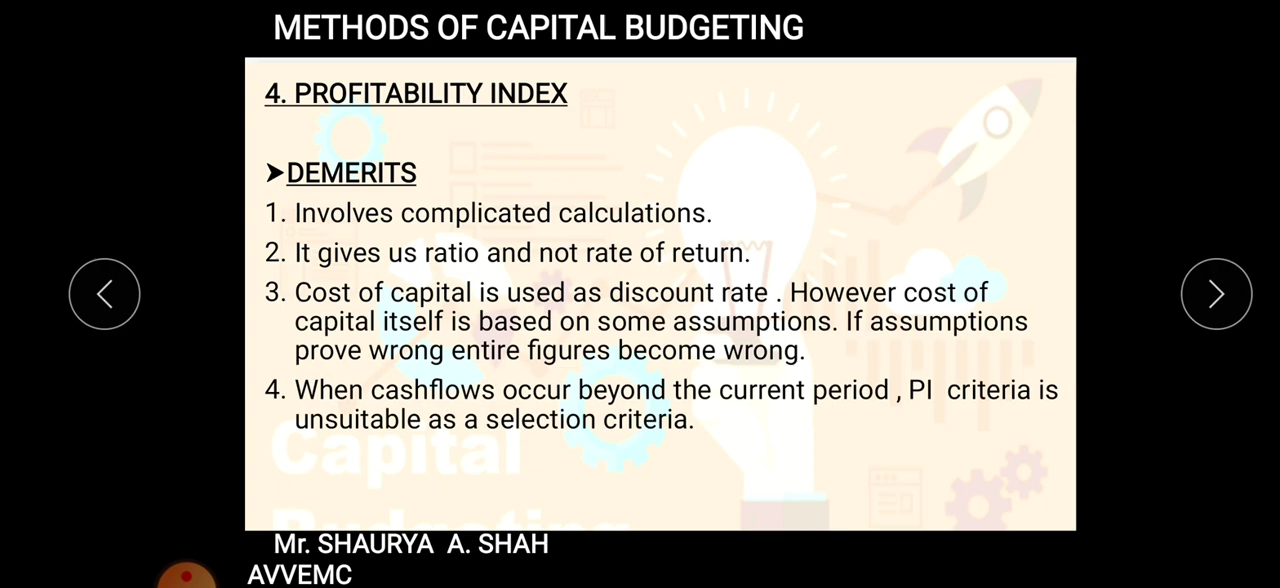 METHODS OF CAPITAL BUDGETING
4. PROFITABILITY INDEX
➤DEMERITS
1. Involves complicated calculations.
2. It gives us ratio and not rate of return.
3. Cost of capital is used as discount rate . However cost of
capital itself is based on some assumptions. If assumptions
prove wrong entire figures become wrong.
4. When cashflows occur beyond the current period , PI  criteria is
unsuitable as a selection criteria.
Capital
Budgeting
Mr. SHAURYA  A. SHAH
AVVEMC